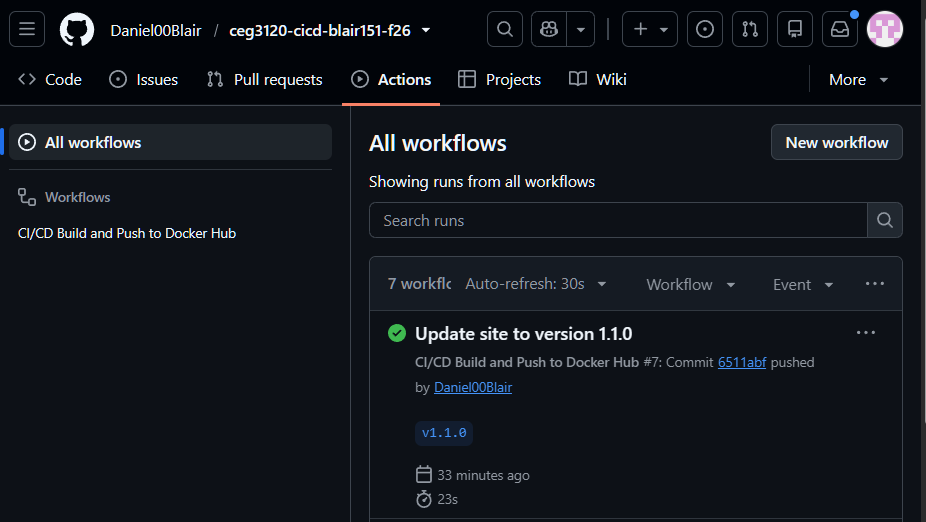 Daniel00Blair / ceg3120-cicd-blair151-f26
Code Issues Pull requests Actions Projects Wiki More
All workflows
Workflows
CI/CD Build and Push to Docker Hub
All workflows New workflow
Showing runs from all workflows
Search runs
7 Auto-refresh: 30s Workflow Event
Update site to version 1.1.0
CI/CD Build and Push to Docker Hub #7: Commit 6511abf pushed
by Daniel00Blair
v1.1.0
33 minutes ago
23s